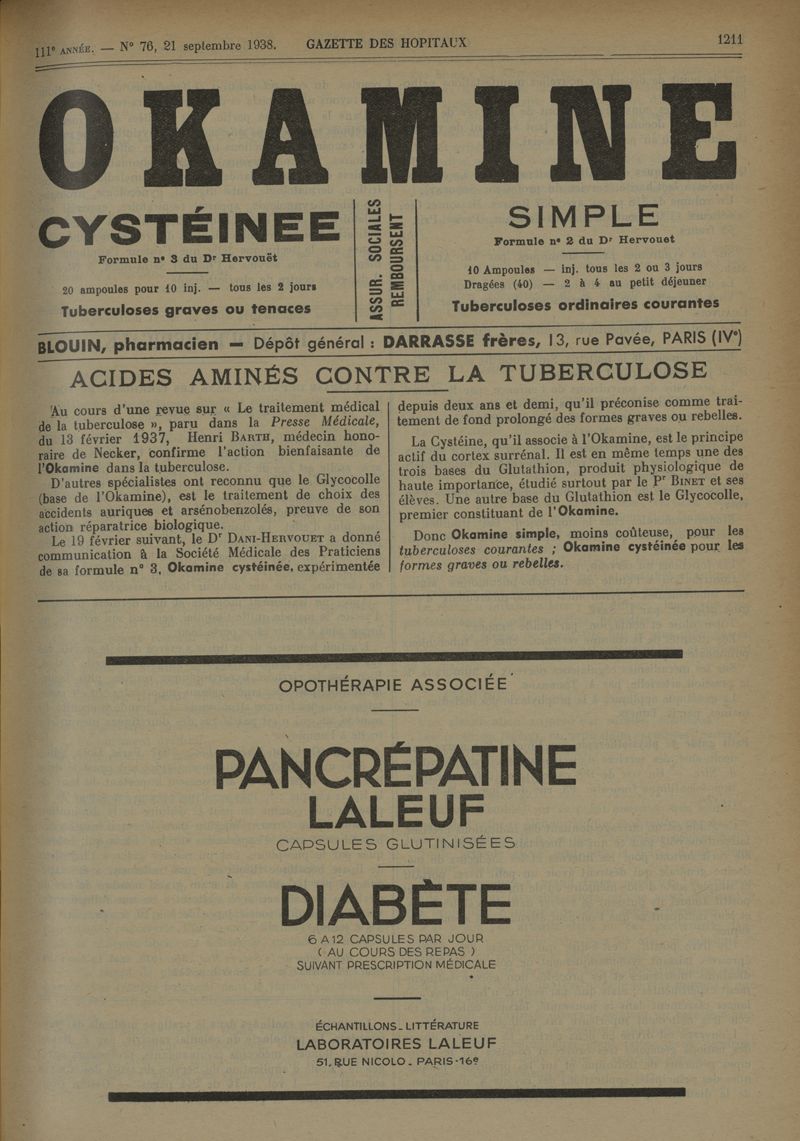 111e ANNÉE. — N° 76, 21 septembre 1938. GAZETTE DES HOPITAUX 1211
OKAMINE
CYSTÉINEE
Formule n° 3 du Dr Hervouët
20 ampoules pour 10 inj. — tous les 2 jours
Tuberculoses graves ou tenaces
ASSUR. SOCIALES
REMBOURSENT
SIMPLE
Formule n° 2 du Dr Hervouet
10 Ampoules — inj. tous les 2 ou 3 jours
Dragées (40) — 2 à 4 au petit déjeuner
Tuberculoses ordinaires courantes
BLOUIN, pharmacien — Dépôt général : DARRASSE frères, 13, rue Pavée, PARIS (IVe)
ACIDES AMINÉS CONTRE LA TUBERCULOSE
Au cours d'une revue sur « Le traitement médical
de la tuberculose », paru dans la Presse Médicale,
du 13 février 1937, Henri BARTH, médecin hono-
raire de Necker, confirme l'action bienfaisante de
l'Okamine dans la tuberculose.
D'autres spécialistes ont reconnu que le Glycocolle
(base de l'Okamine), est le traitement de choix des
accidents auriques et arsénobenzolés, preuve de son
action réparatrice biologique.
Le 19 février suivant, le Dr DANI-HERVOUET a donné
communication à la Société Médicale des Praticiens
de sa formule n° 3, Okamine cystéinée, expérimentée
depuis deux ans et demi, qu'il préconise comme trai-
tement de fond prolongé des formes graves ou rebelles.
La Cystéine, qu'il associe à l'Okamine, est le principe
actif du cortex surrénal. Il est en même temps une des
trois bases du Glutathion, produit physiologique de
haute importance, étudié surtout par le Pr BINET et ses
élèves. Une autre base du Glutathion est le Glycocolle,
premier constituant de l'Okamine.
Donc Okamine simple, moins coûteuse, pour les
tuberculoses courantes ; Okamine cystéinée pour les
formes graves ou rebelles.
OPOTHÉRAPIE ASSOCIÉE
PANCRÉPATINE
LALEUF
CAPSULES GLUTINISÉES
DIABÈTE
6 A 12 CAPSULES PAR JOUR
( AU COURS DES REPAS )
SUIVANT PRESCRIPTION MÉDICALE
ÉCHANTILLONS_ LITTÉRATURE
LABORATOIRES LALEUF
51, RUE NICOLO _ PARIS-16e